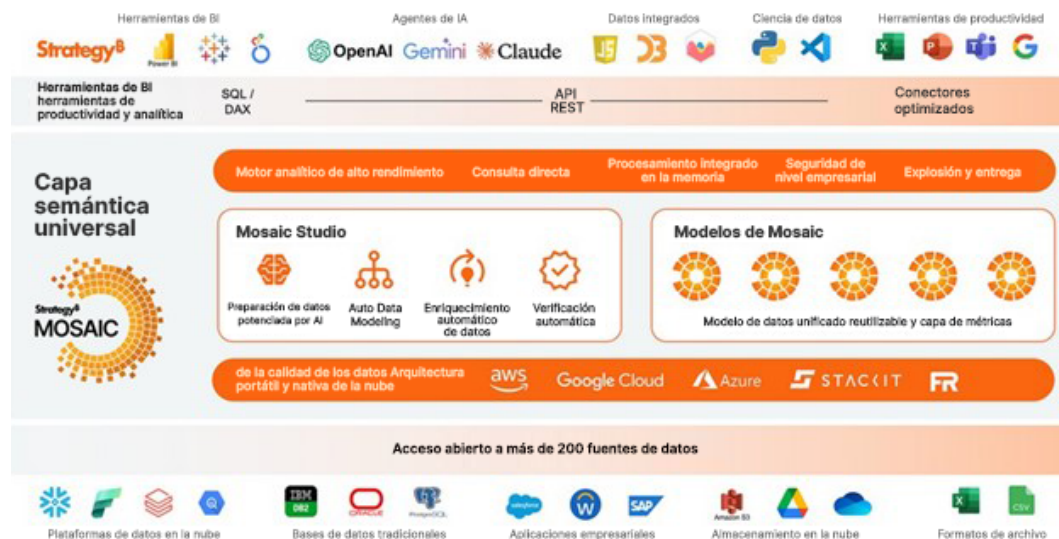 Herramientas de BI
Agentes de IA
Datos integrados
Ciencia de datos
Herramientas de productividad
StrategyB
Power BI
OpenAI
Gemini
Claude
JS
Herramientas de BI
herramientas de
productividad y analítica
SQL /
DAX
API
REST
Conectores
optimizados
Motor analítico de alto rendimiento
Consulta directa
Procesamiento integrado
en la memoria
Seguridad de
nivel empresarial
Explosión y entrega
Capa
semántica
universal
StrategyB
MOSAIC
Mosaic Studio
Preparación de datos
potenciada por AI
Auto Data
Modeling
Enriquecimiento
automático
de datos
Verificación
automática
Modelos de Mosaic
Modelo de datos unificado reutilizable y capa de métricas
de la calidad de los datos Arquitectura
portátil y nativa de la nube
aws
Google Cloud
Azure
STACKIT
FR
Acceso abierto a más de 200 fuentes de datos
IBM
DB2
ORACLE
PostgreSQL
salesforce
W
SAP
Amazon S3
X
CSV
Plataformas de datos en la nube
Bases de datos tradicionales
Aplicaciones empresariales
Almacenamiento en la nube
Formatos de archivo